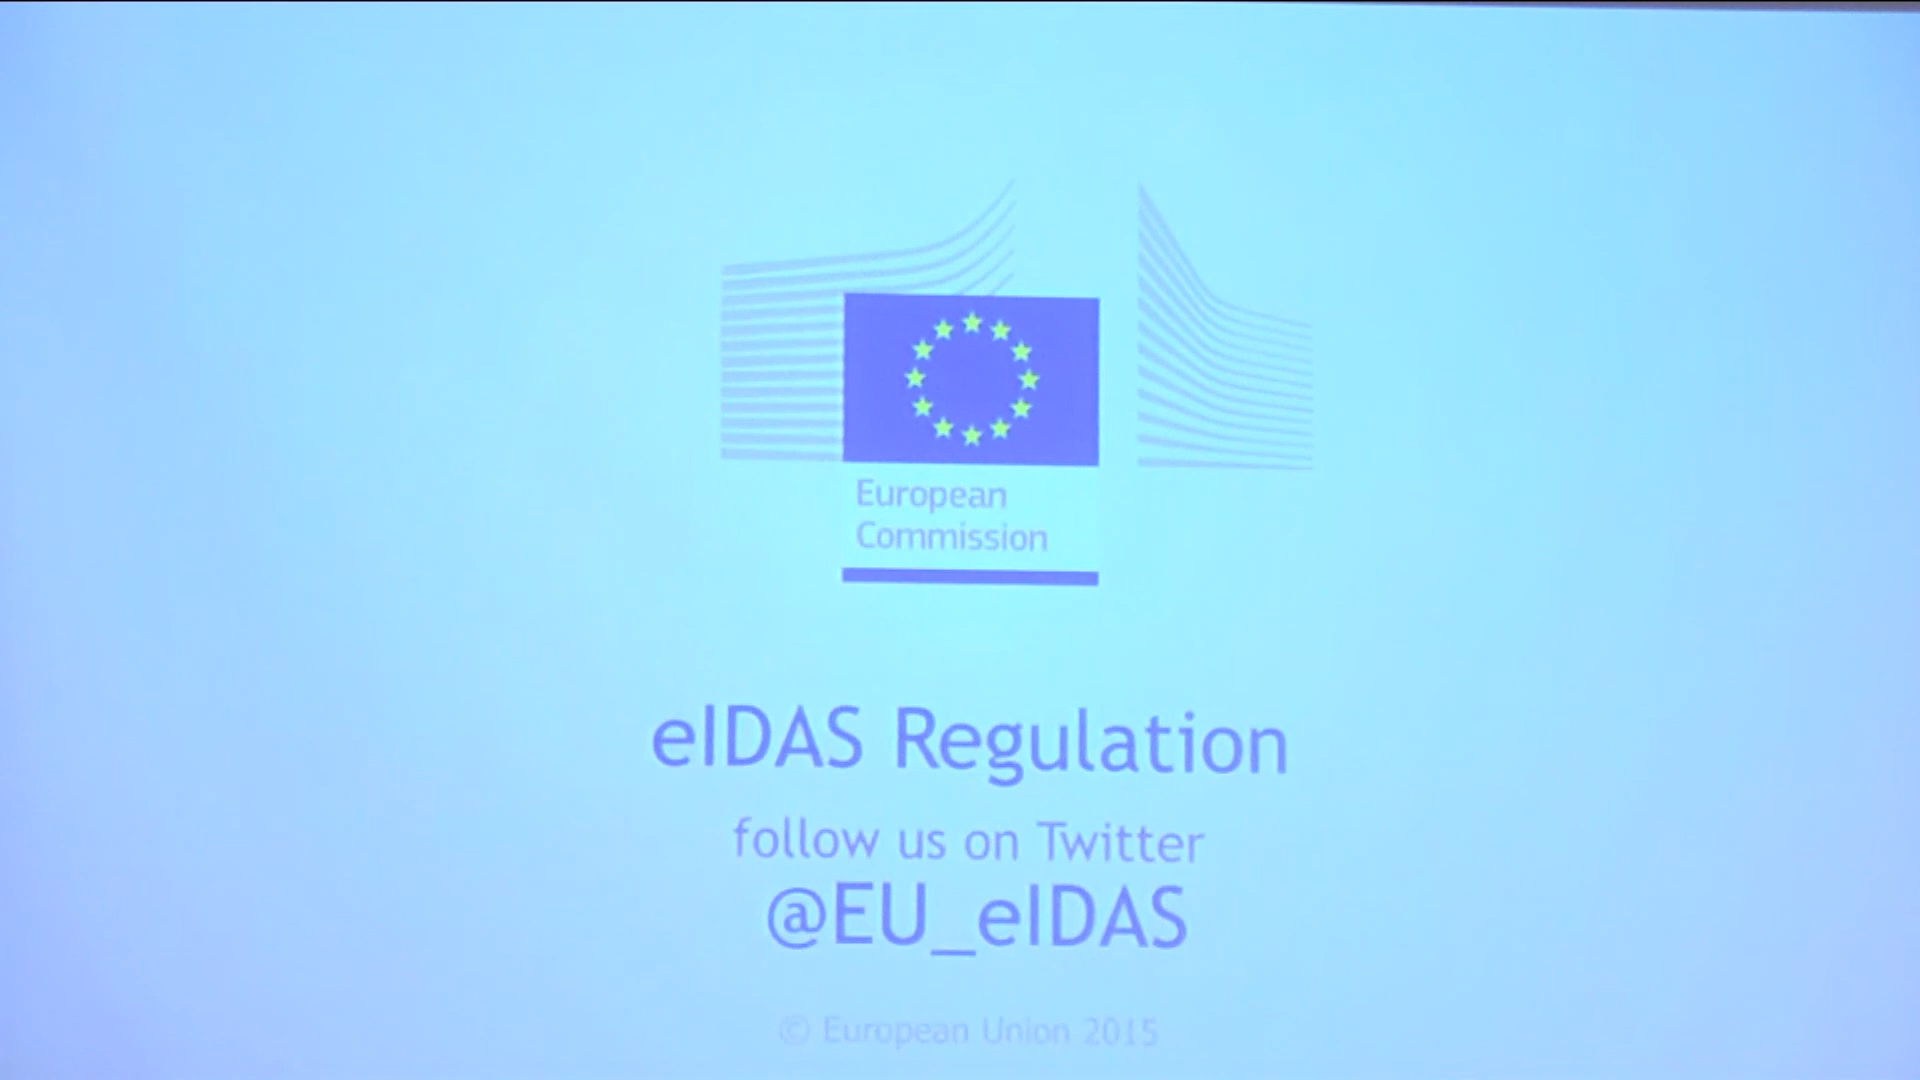 European
Commission
eIDAS Regulation
follow us on Twitter
@EU_eIDAS
© European Union 2015